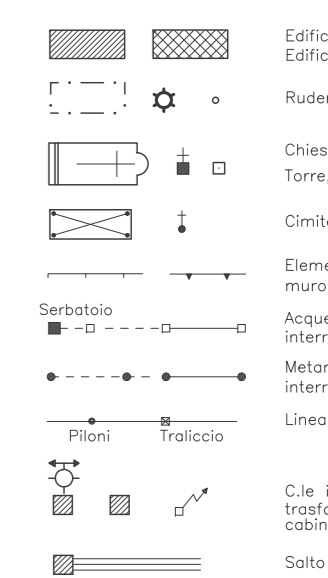 Edific
Edific
Ruder
Chies
Torre,
Cimite
Eleme
muro
Serbatoio
Acque
interr
Metan
interr
Linea
Piloni Traliccio
C.le i
trasfo
cabin
Salto